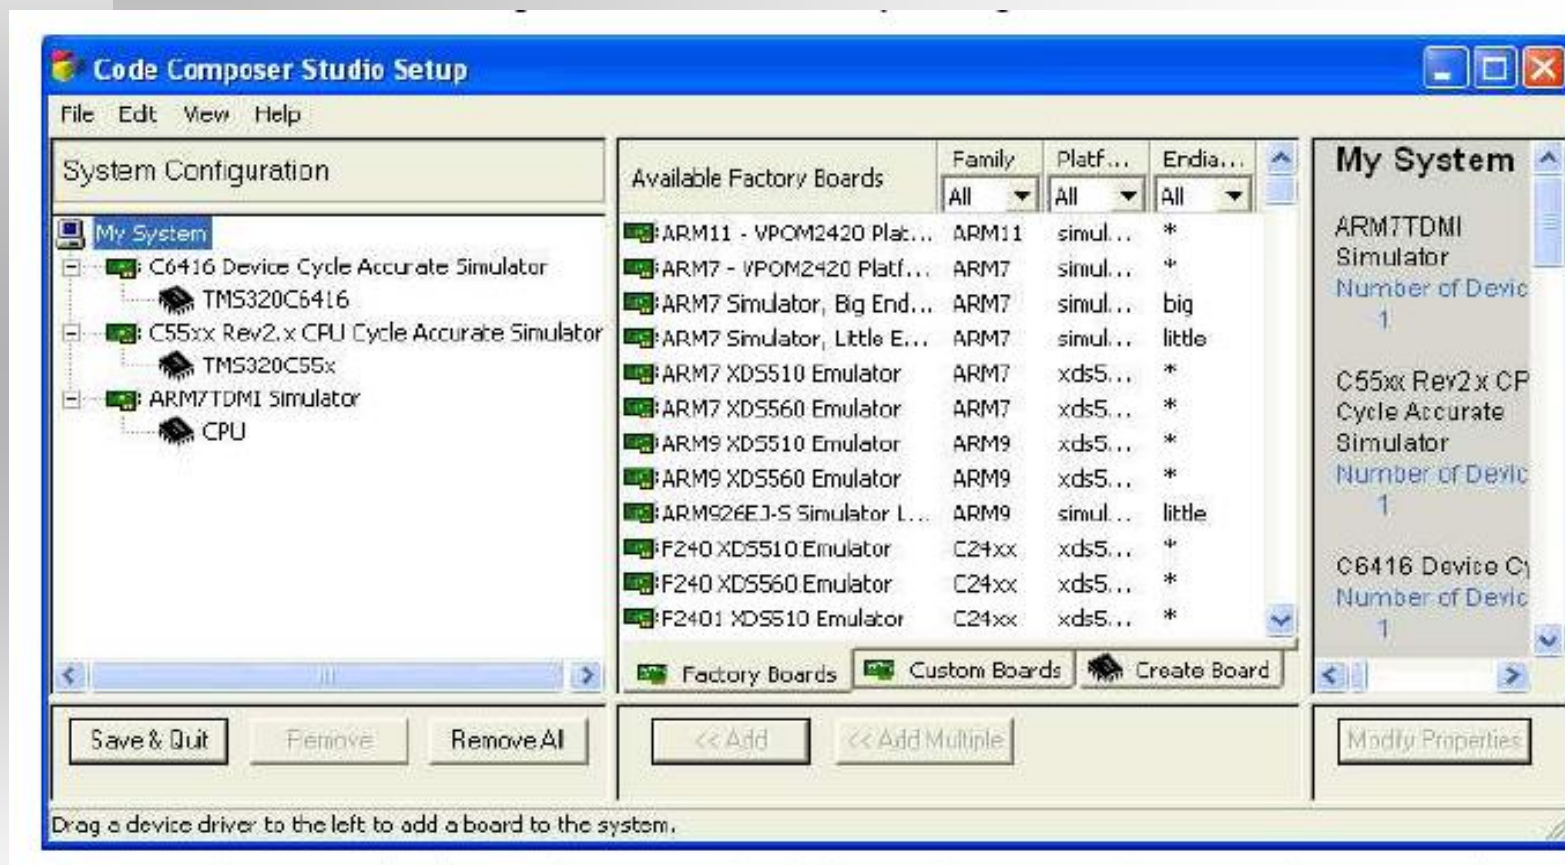 Code Composer Studio Setup
File Edit View Help
System Configuration
My System
C6416 Device Cycle Accurate Simulator
TMS320C6416
C55xx Rev2.x CPU Cycle Accurate Simulator
TMS320C55x
ARM7TDMI Simulator
CPU
Save & Quit Remove Remove All
Available Factory Boards Family Platf... Endia...
All All All
ARM11 - VPOM2420 Plat... ARM11 simul... *
ARM7 - VPOM2420 Platf... ARM7 simul... *
ARM7 Simulator, Big End... ARM7 simul... big
ARM7 Simulator, Little E... ARM7 simul... little
ARM7 XDS510 Emulator ARM7 xds5... *
ARM7 XDS560 Emulator ARM7 xds5... *
ARM9 XDS510 Emulator ARM9 xds5... *
ARM9 XDS560 Emulator ARM9 xds5... *
ARM926EJ-S Simulator L... ARM9 simul... little
F240 XDS510 Emulator C24xx xds5... *
F240 XDS560 Emulator C24xx xds5... *
F2401 XDS510 Emulator C24xx xds5... *
Factory Boards Custom Boards Create Board
<< Add << Add Multiple
My System
ARM7TDMI
Simulator
Number of Devic
1
C55xx Rev2.x CP
Cycle Accurate
Simulator
Number of Devic
1
C6416 Device Cy
Number of Devic
1
Modify Properties
Drag a device driver to the left to add a board to the system.